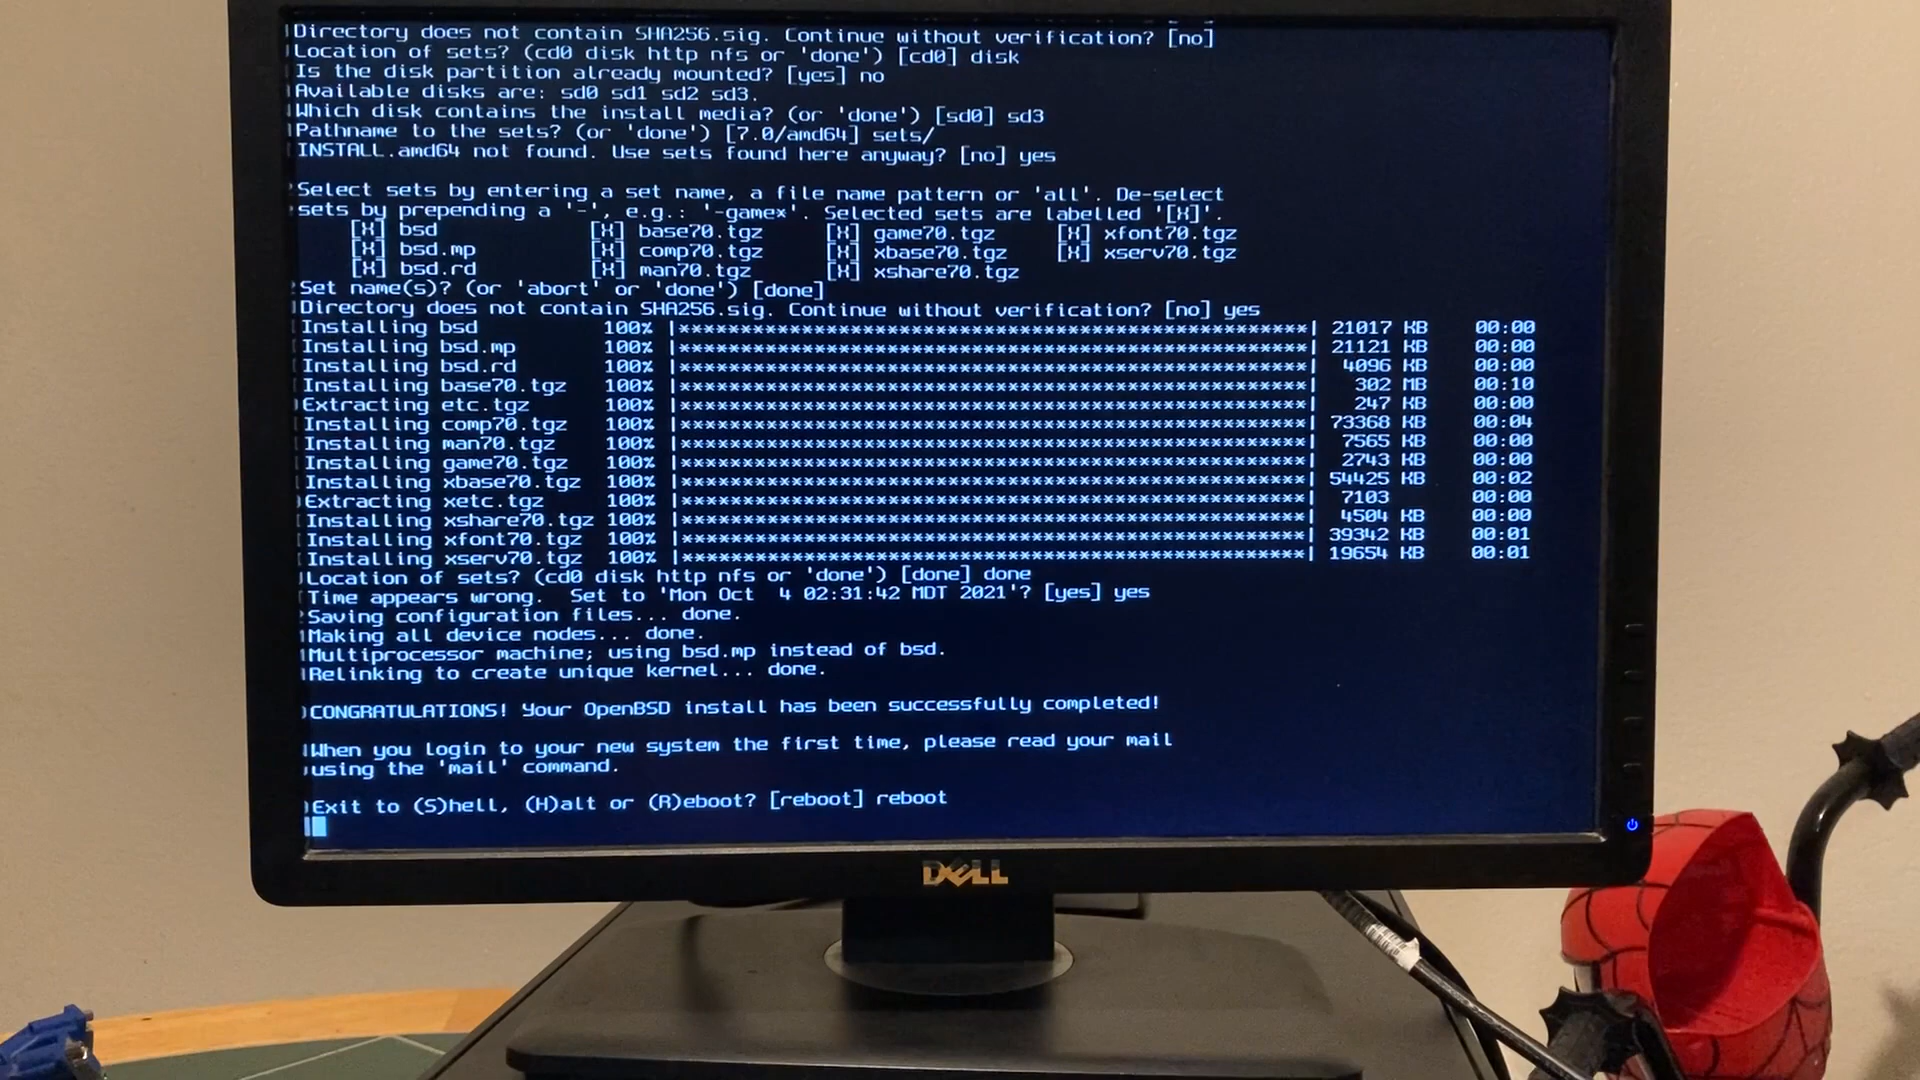 Directory does not contain SHA256.sig. Continue without verification? [no]
Location of sets? (cd0 disk http nfs or 'done') [cd0] disk
Is the disk partition already mounted? [yes] no
Available disks are: sd0 sd1 sd2 sd3.
Which disk contains the install media? (or 'done') [sd0] sd3
Pathname to the sets? (or 'done') [7.0/amd64] sets/
INSTALL.amd64 not found. Use sets found here anyway? [no] yes
Select sets by entering a set name, a file name pattern or 'all'. De-select
sets by prepending a '-', e.g.: '-game*'. Selected sets are labelled '[X]'.
[X] bsd [X] base70.tgz [X] game70.tgz [X] xfont70.tgz
[X] bsd.mp [X] comp70.tgz [X] xbase70.tgz [X] xserv70.tgz
[X] bsd.rd [X] man70.tgz [X] xshare70.tgz
Set name(s)? (or 'abort' or 'done') [done]
Directory does not contain SHA256.sig. Continue without verification? [no] yes
Installing bsd 100% |**************************************************| 21017 KB 00:00
Installing bsd.mp 100% |**************************************************| 21121 KB 00:00
Installing bsd.rd 100% |**************************************************| 4096 KB 00:00
Installing base70.tgz 100% |**************************************************| 302 MB 00:10
Extracting etc.tgz 100% |**************************************************| 247 KB 00:00
Installing comp70.tgz 100% |**************************************************| 73368 KB 00:04
Installing man70.tgz 100% |**************************************************| 7565 KB 00:00
Installing game70.tgz 100% |**************************************************| 2743 KB 00:00
Installing xbase70.tgz 100% |**************************************************| 54425 KB 00:02
Extracting xetc.tgz 100% |**************************************************| 7103 00:00
Installing xshare70.tgz 100% |**************************************************| 4504 KB 00:00
Installing xfont70.tgz 100% |**************************************************| 39342 KB 00:01
Installing xserv70.tgz 100% |**************************************************| 19654 KB 00:01
Location of sets? (cd0 disk http nfs or 'done') [done] done
Time appears wrong. Set to 'Mon Oct 4 02:31:42 MDT 2021'? [yes] yes
Saving configuration files... done.
Making all device nodes... done.
Multiprocessor machine; using bsd.mp instead of bsd.
Relinking to create unique kernel... done.
CONGRATULATIONS! Your OpenBSD install has been successfully completed!
When you login to your new system the first time, please read your mail
using the 'mail' command.
Exit to (S)hell, (H)alt or (R)eboot? [reboot] reboot
DELL